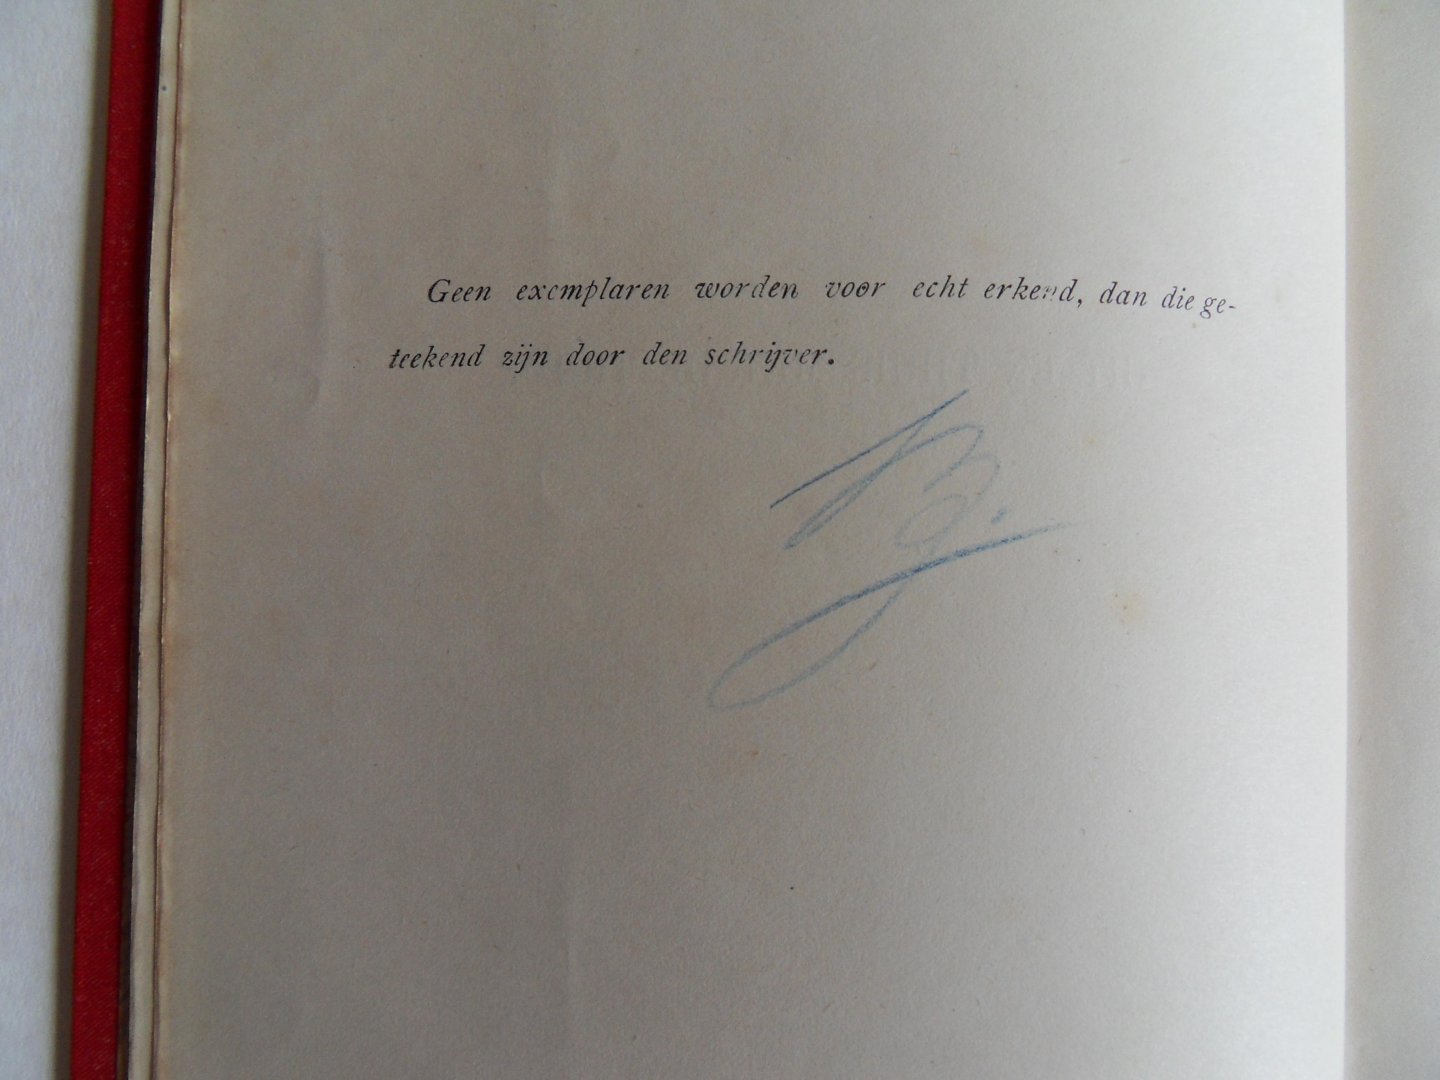 Geen exemplaren worden voor echt erkend, dan die ge-
teekend zijn door den schrijver.